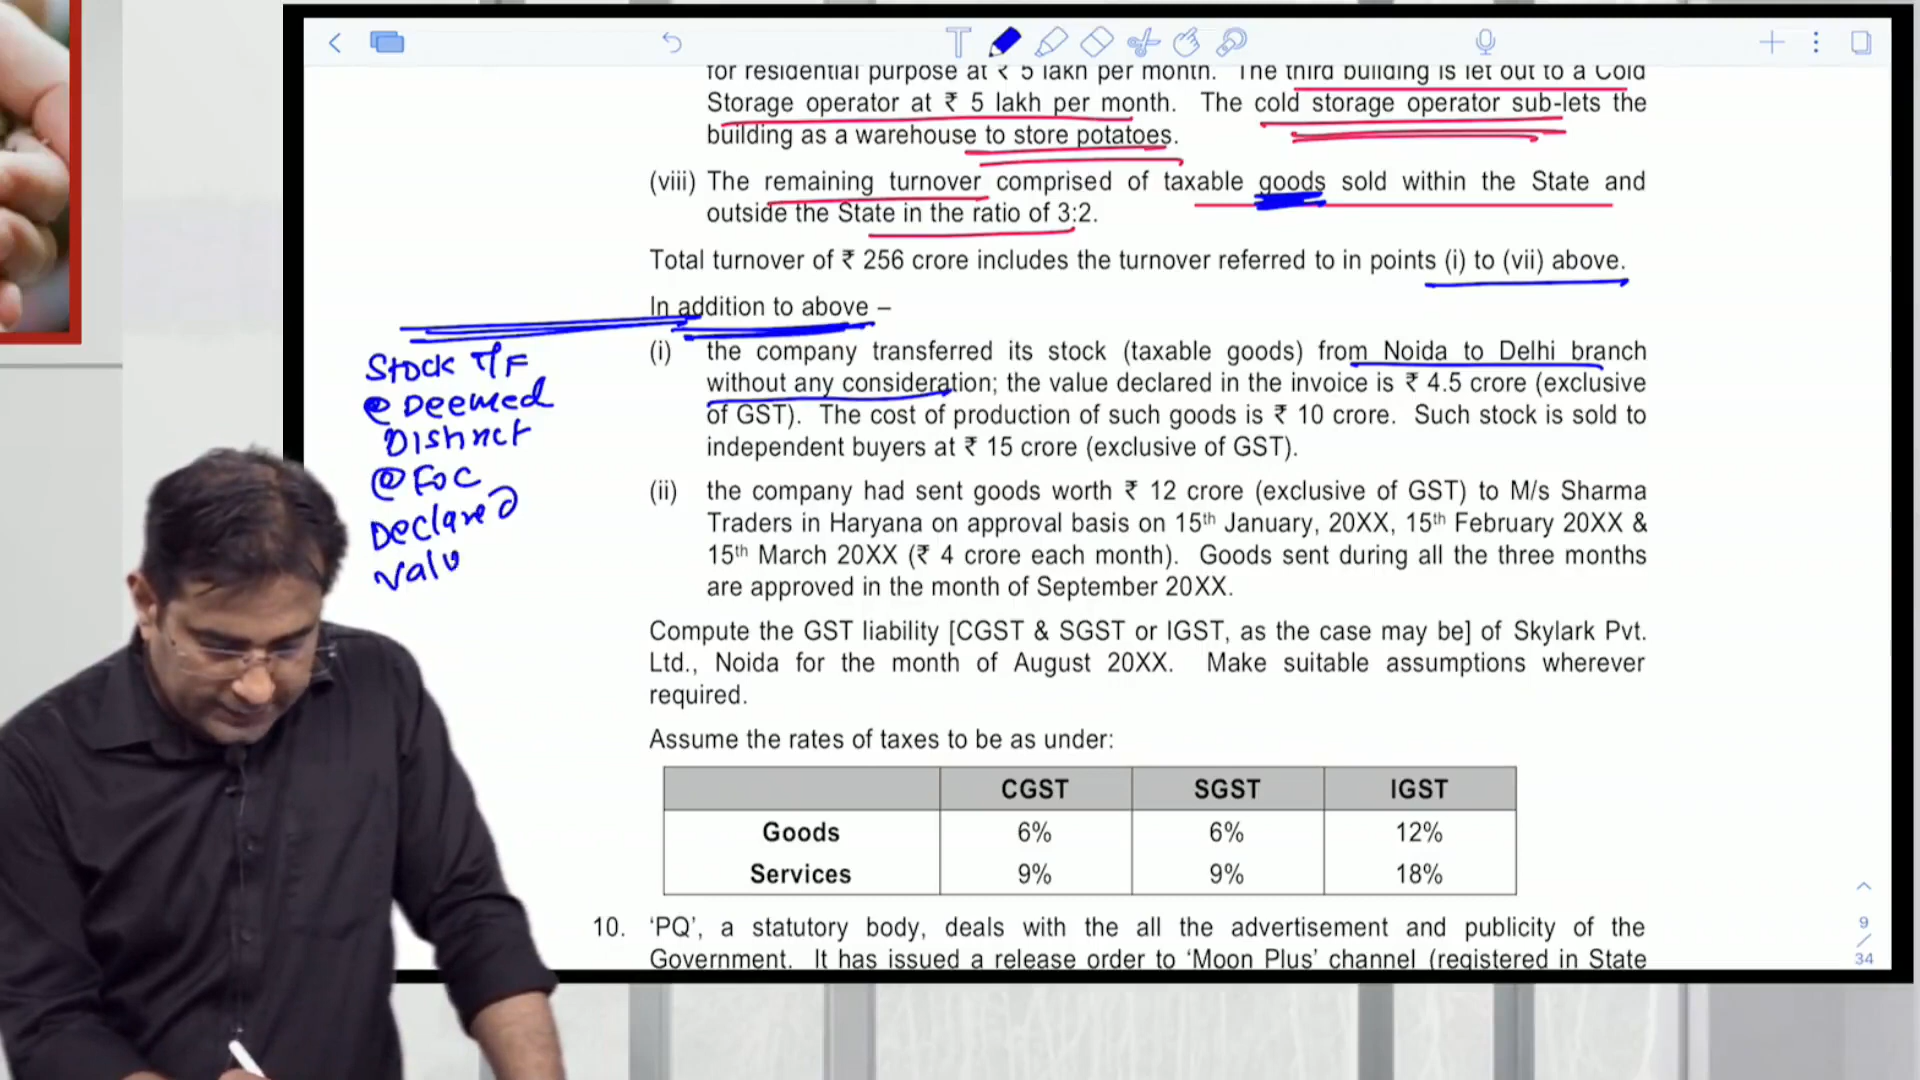 for residential purpose at ₹ 5 lakh per month. The third building is let out to a Cold
Storage operator at ₹ 5 lakh per month. The cold storage operator sub-lets the
building as a warehouse to store potatoes.
(viii) The remaining turnover comprised of taxable goods sold within the State and
outside the State in the ratio of 3:2.
Total turnover of ₹ 256 crore includes the turnover referred to in points (i) to (vii) above.
In addition to above –
(i) the company transferred its stock (taxable goods) from Noida to Delhi branch
without any consideration; the value declared in the invoice is ₹ 4.5 crore (exclusive
of GST). The cost of production of such goods is ₹ 10 crore. Such stock is sold to
independent buyers at ₹ 15 crore (exclusive of GST).
(ii) the company had sent goods worth ₹ 12 crore (exclusive of GST) to M/s Sharma
Traders in Haryana on approval basis on 15th January, 20XX, 15th February 20XX &
15th March 20XX (₹ 4 crore each month). Goods sent during all the three months
are approved in the month of September 20XX.
Compute the GST liability [CGST & SGST or IGST, as the case may be] of Skylark Pvt.
Ltd., Noida for the month of August 20XX. Make suitable assumptions wherever
required.
Assume the rates of taxes to be as under:
CGST SGST IGST
Goods 6% 6% 12%
Services 9% 9% 18%
10. ‘PQ’, a statutory body, deals with the all the advertisement and publicity of the
Government. It has issued a release order to ‘Moon Plus’ channel (registered in State
Stock T/F
@ Deemed
Distinct
@ FOC
Declared
Valu
9
34